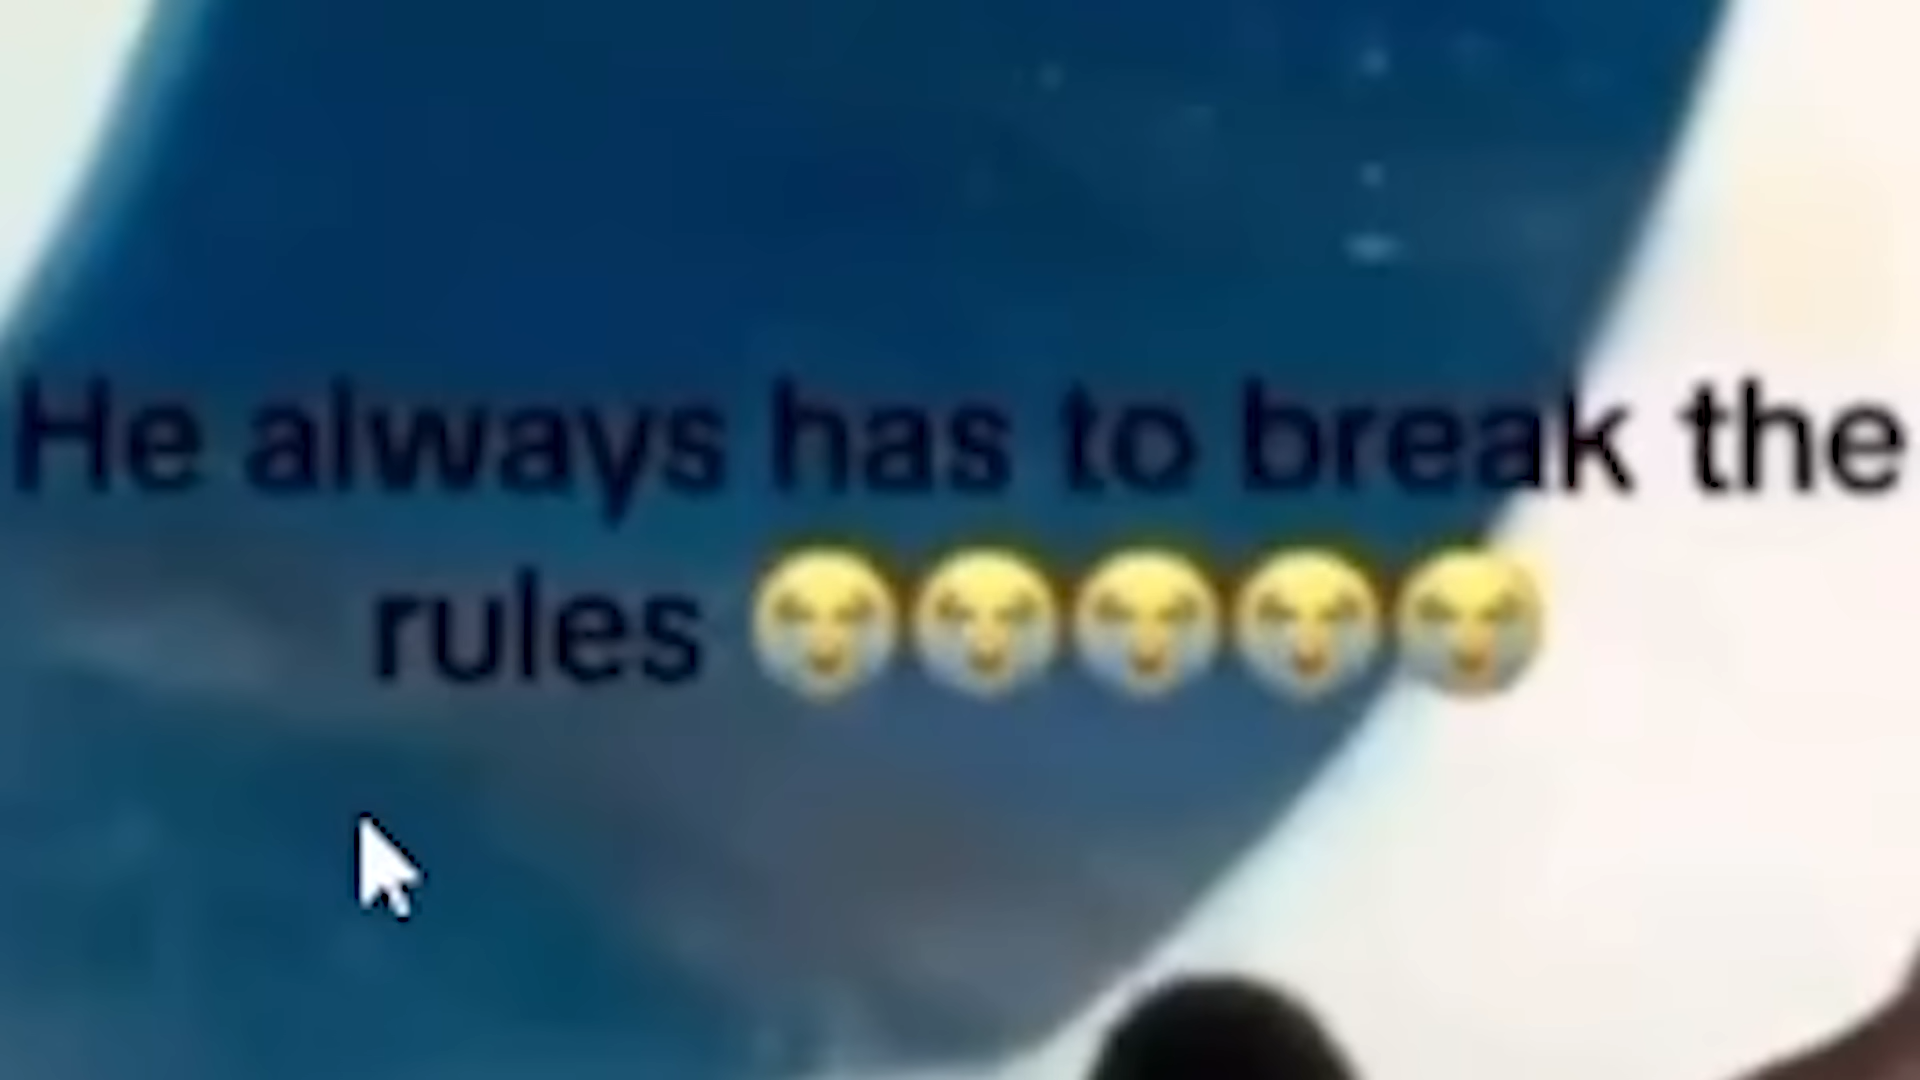 He always has to break the
rules 😭😭😭😭😭